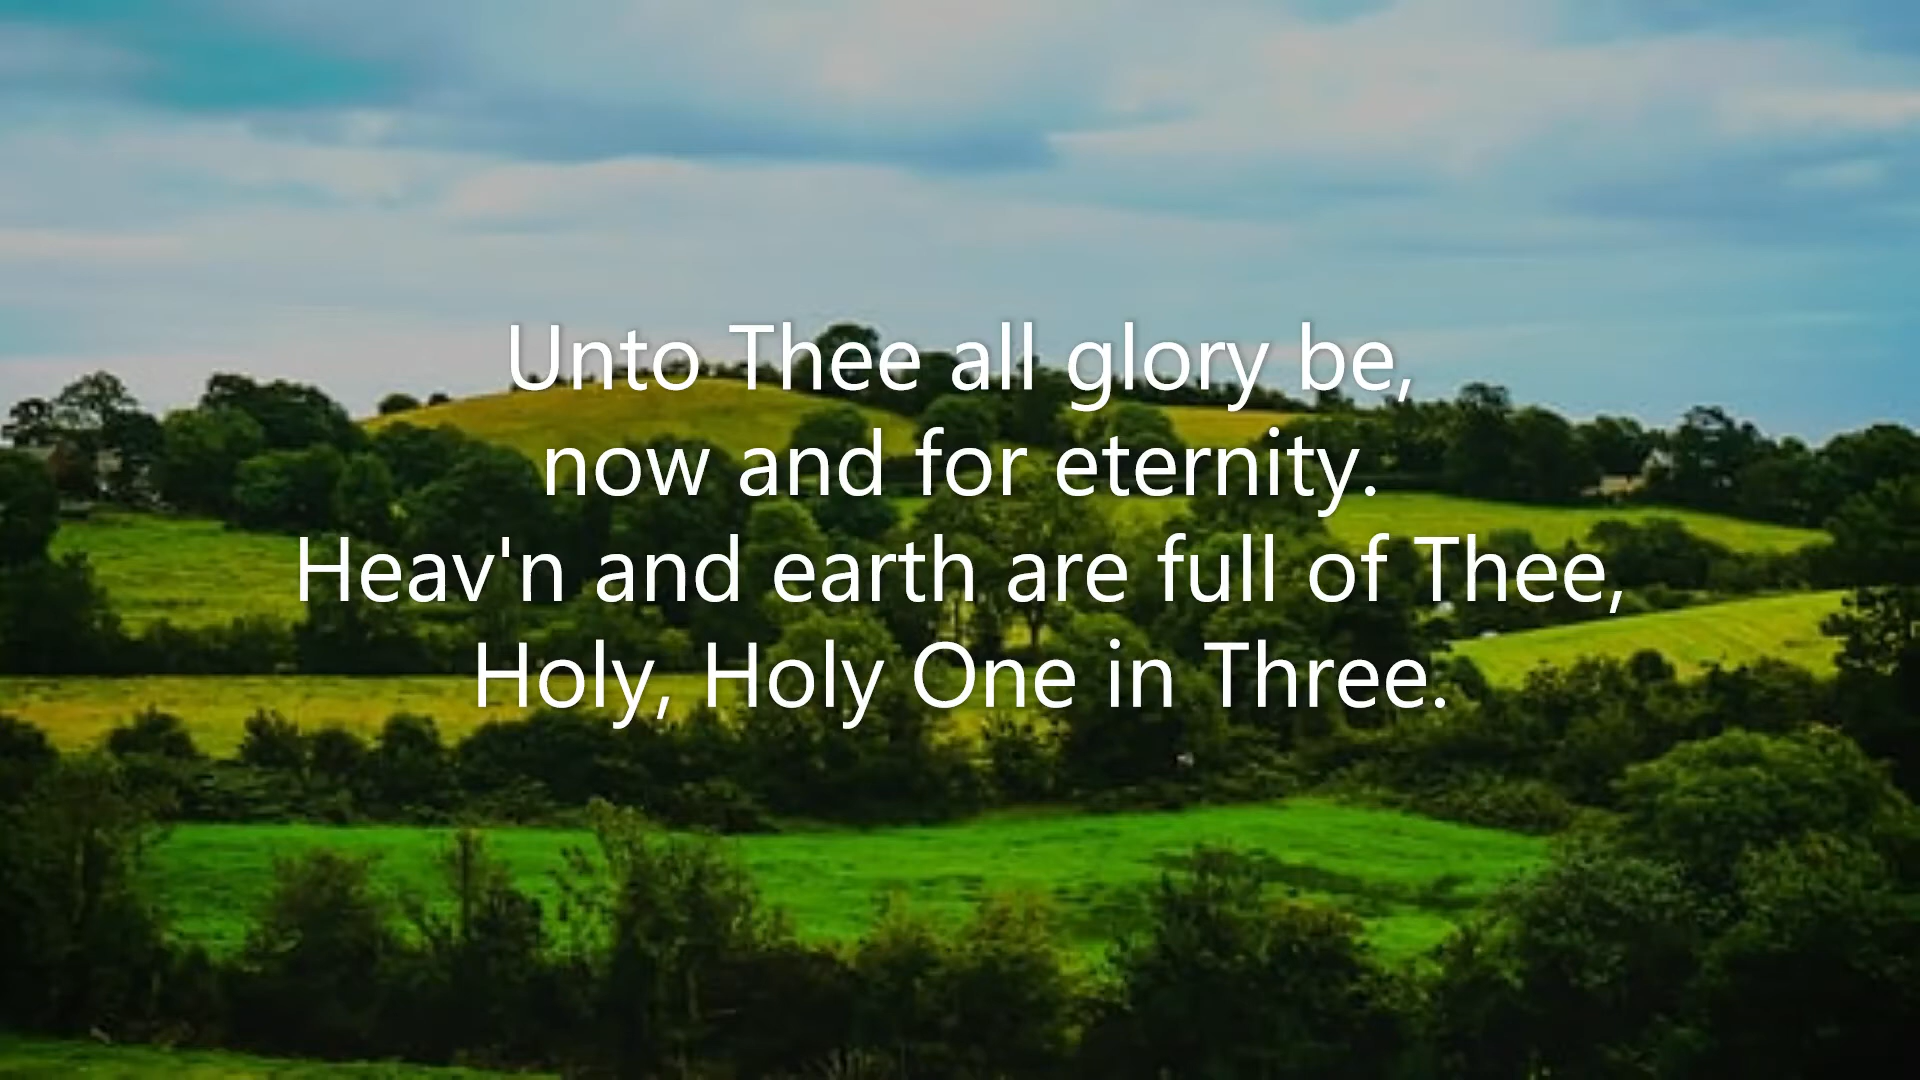 Unto Thee all glory be,
now and for eternity.
Heav'n and earth are full of Thee,
Holy, Holy One in Three.